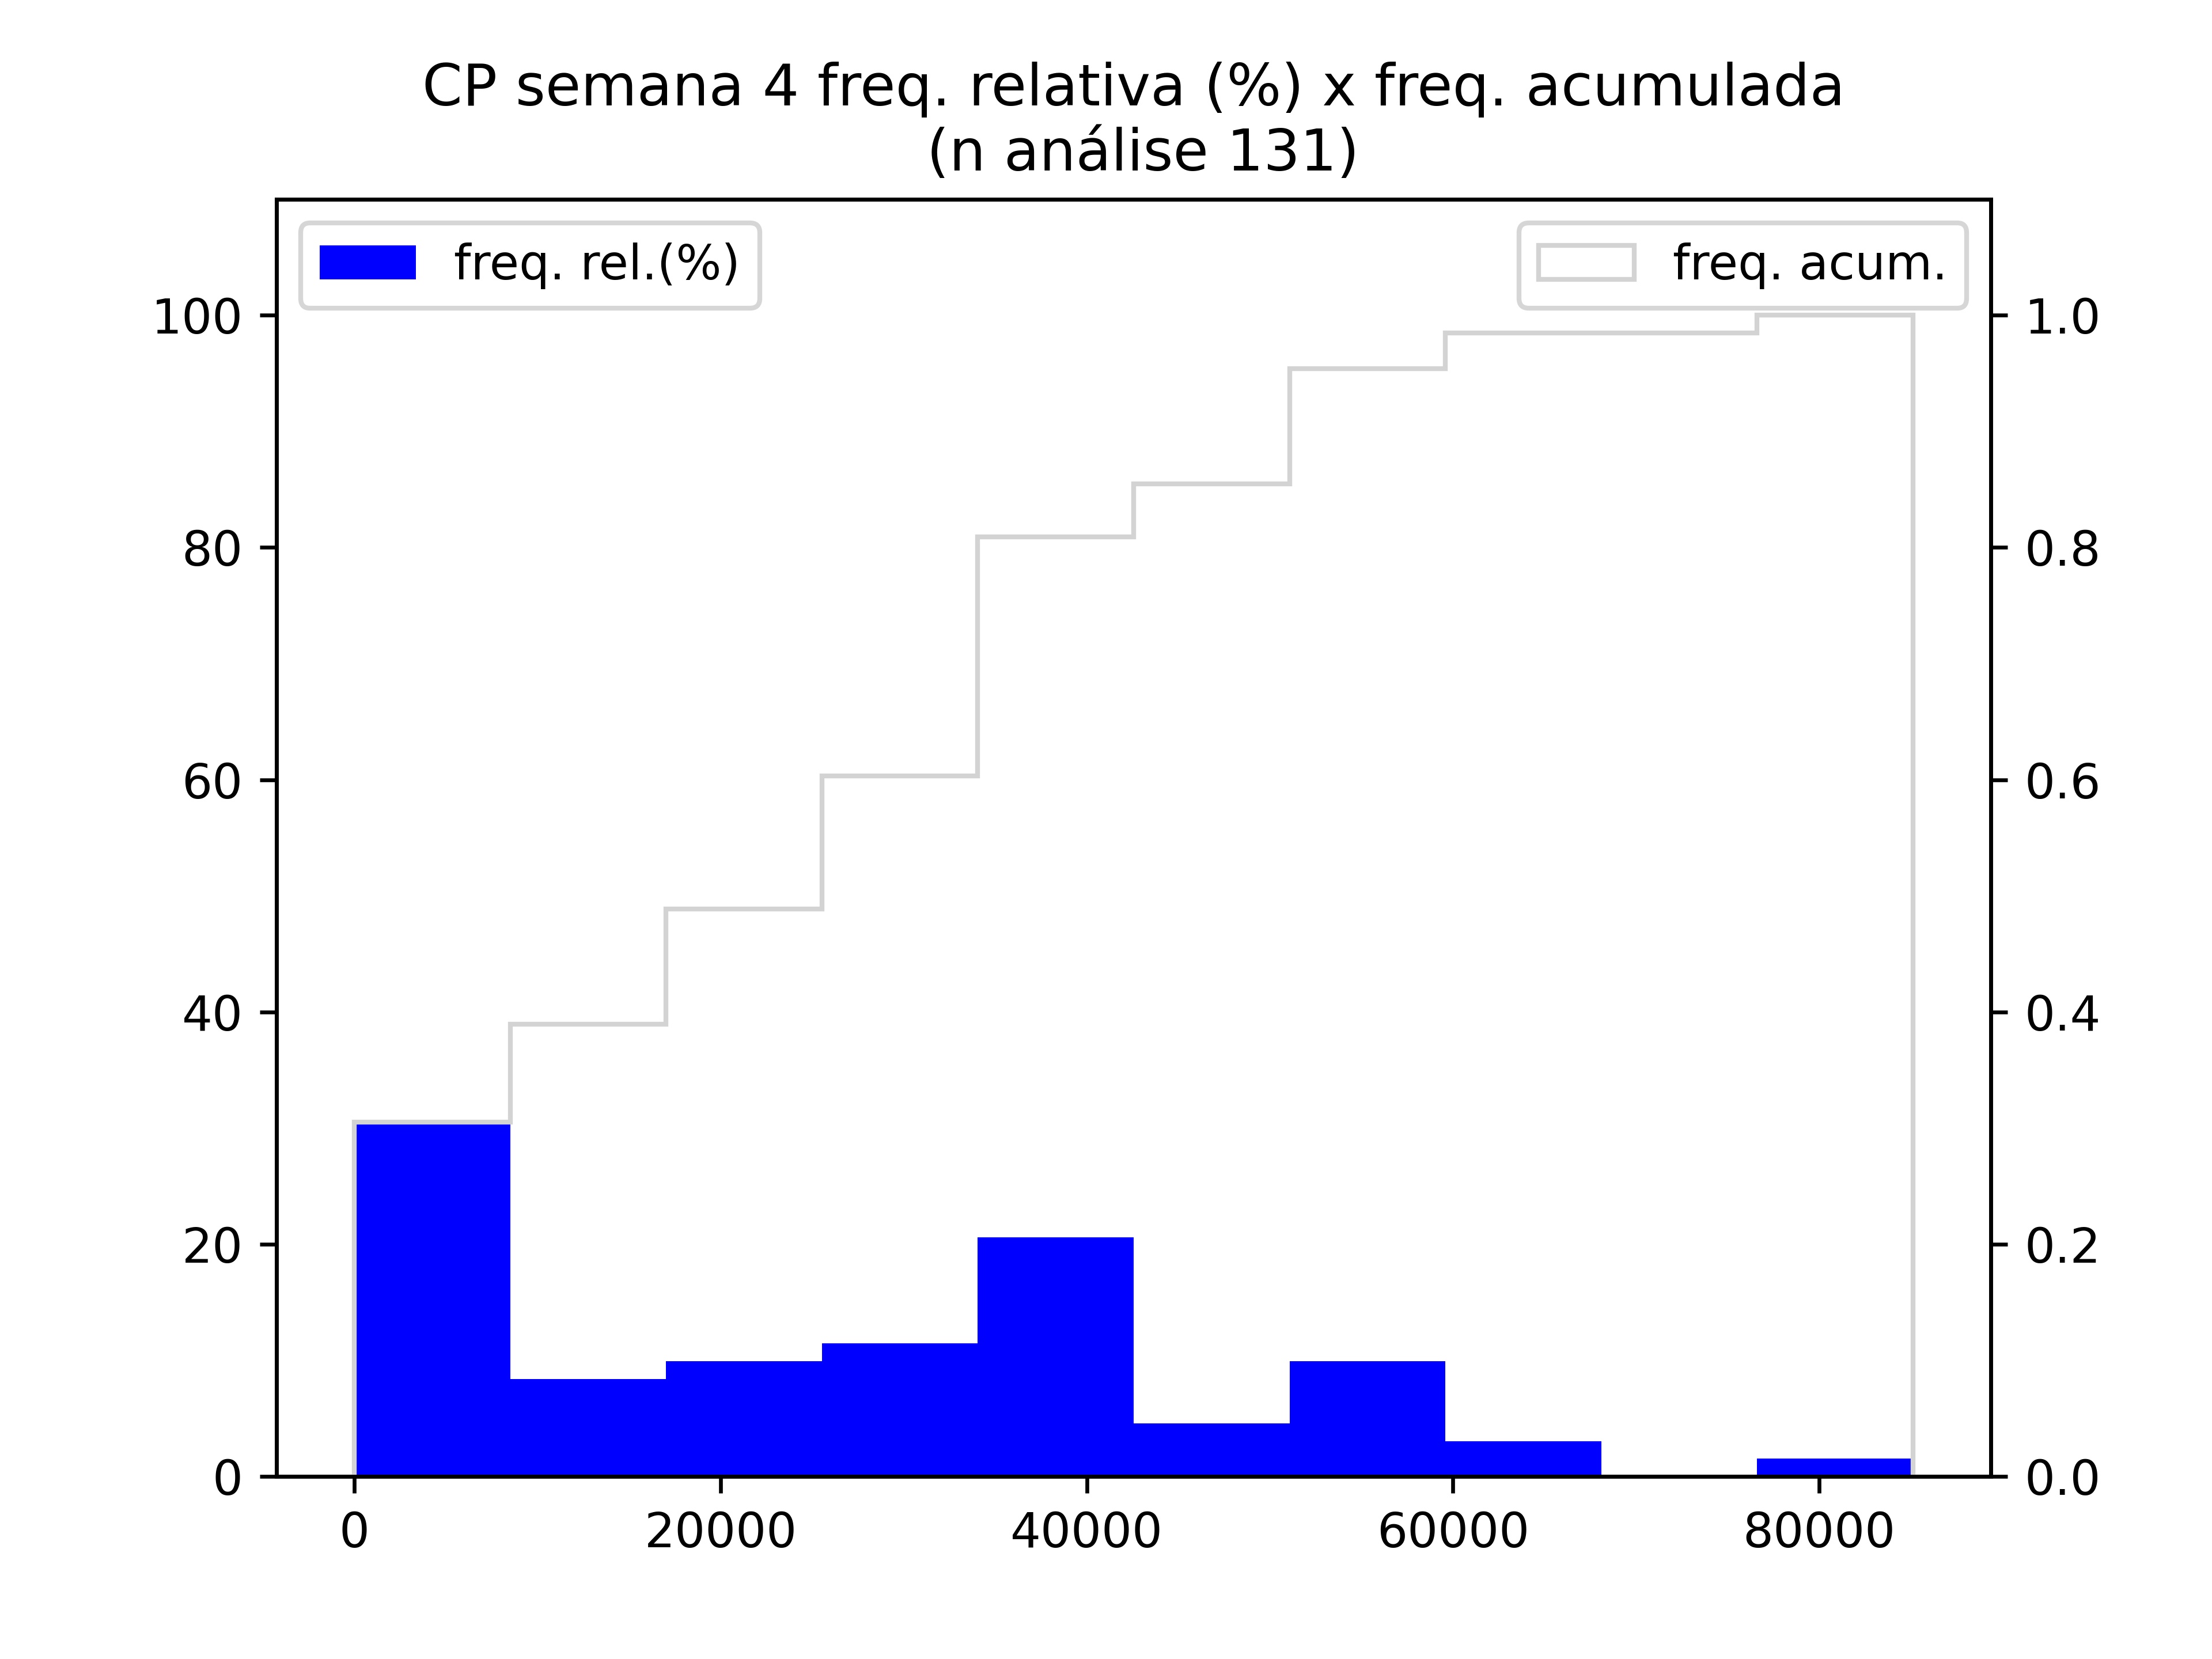 CP semana 4 freq. relativa (%) x freq. acumulada
(n análise 131)
freq. rel.(%)
freq. acum.
100
80
60
40
20
0
1.0
0.8
0.6
0.4
0.2
0.0
0 20000 40000 60000 80000